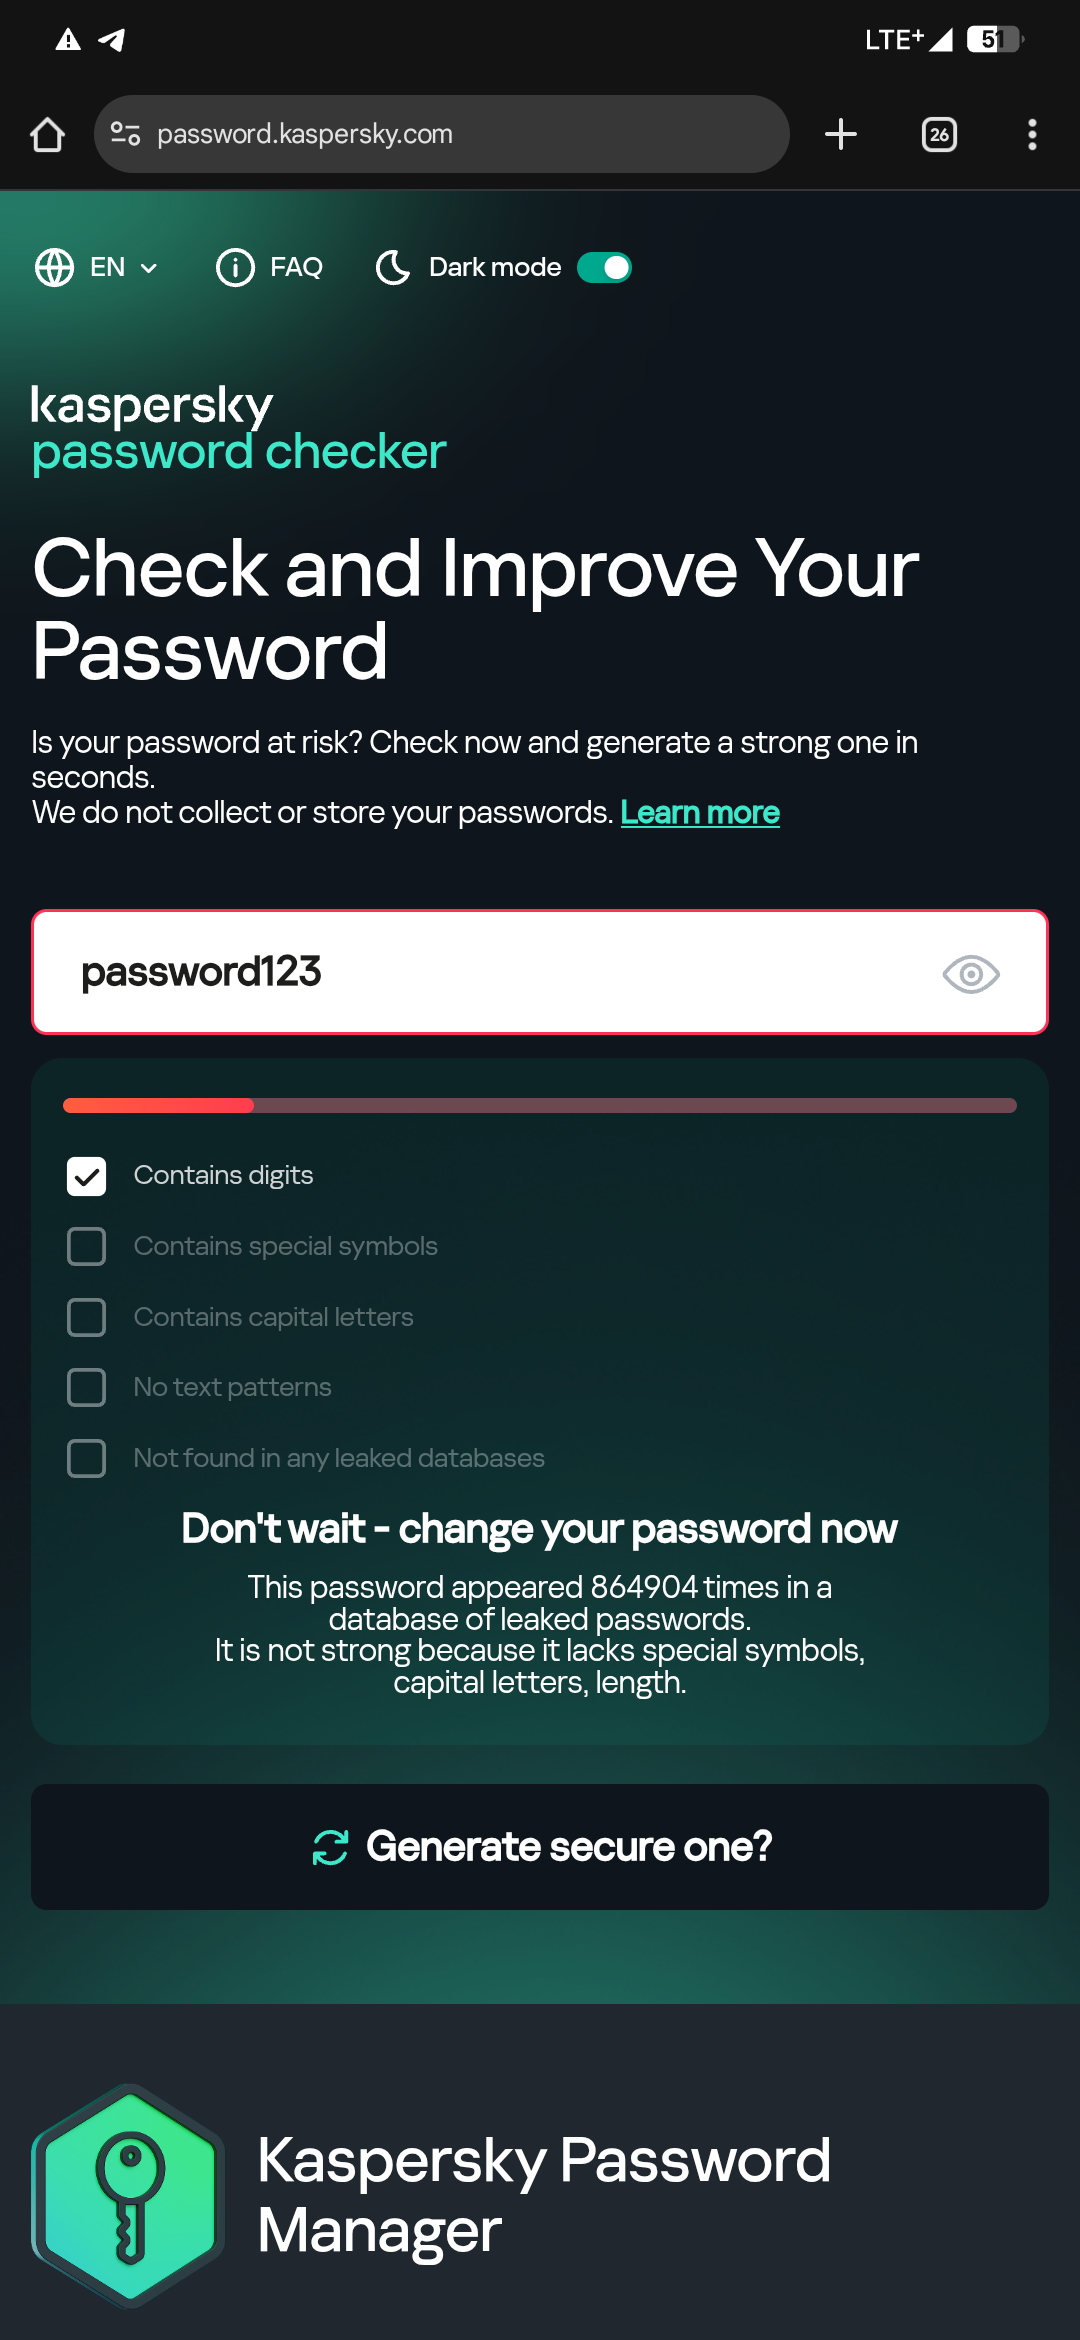 LTE+ 51
password.kaspersky.com
26
EN
FAQ
Dark mode
kaspersky
password checker
Check and Improve Your
Password
Is your password at risk? Check now and generate a strong one in
seconds.
We do not collect or store your passwords. Learn more
password123
Contains digits
Contains special symbols
Contains capital letters
No text patterns
Not found in any leaked databases
Don't wait - change your password now
This password appeared 864904 times in a
database of leaked passwords.
It is not strong because it lacks special symbols,
capital letters, length.
Generate secure one?
Kaspersky Password
Manager